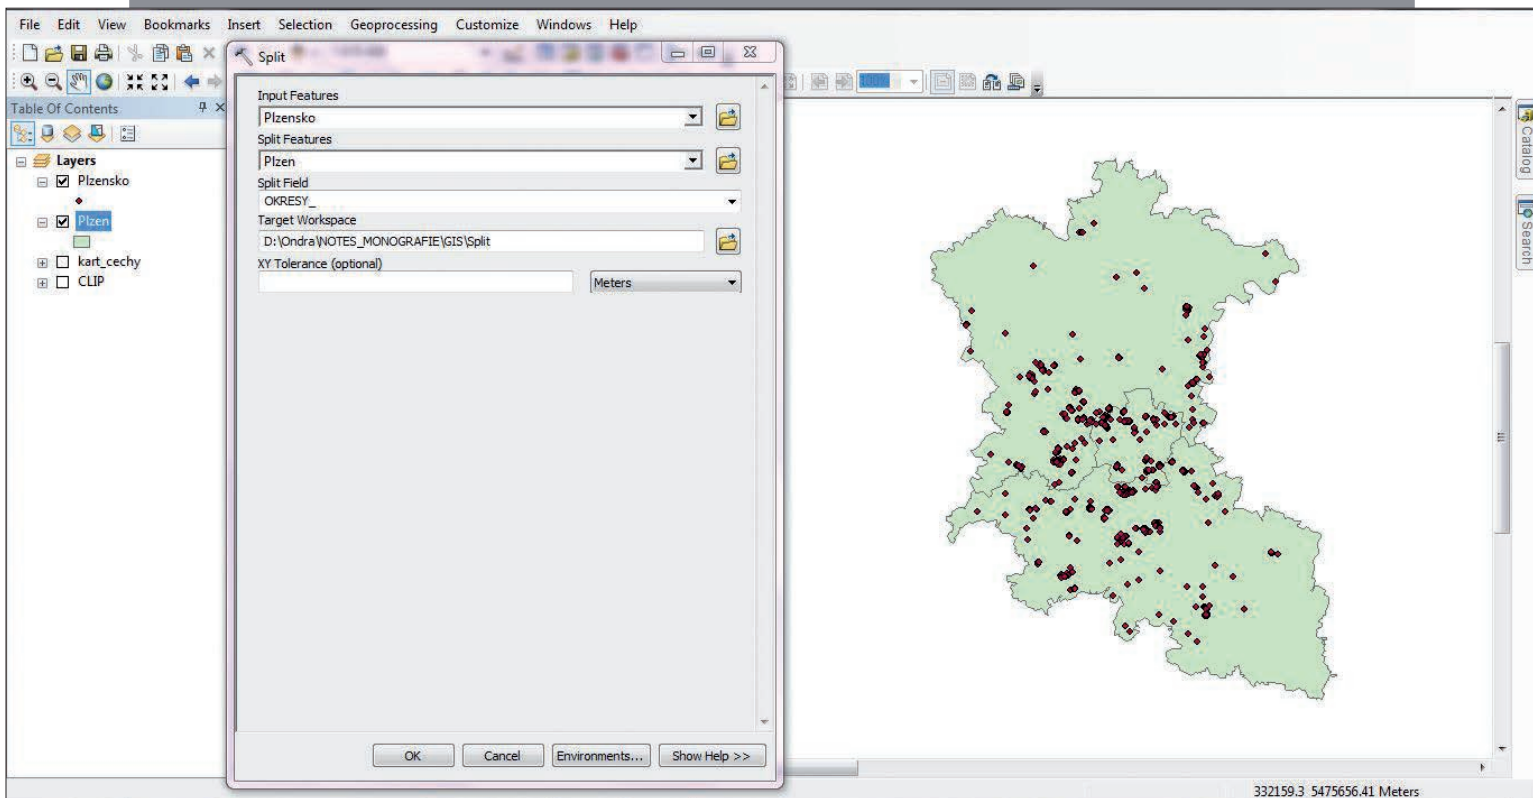 File Edit View Bookmarks Insert Selection Geoprocessing Customize Windows Help
Split
Table Of Contents
Layers
Plzensko
Plzen
kart_cechy
CLIP
Input Features
Plzensko
Split Features
Plzen
Split Field
OKRESY_
Target Workspace
D:\Ondra\NOTES_MONOGRAFIE\GIS\Split
XY Tolerance (optional)
Meters
OK
Cancel
Environments...
Show Help >>
Catalog
Search
332159.3 5475656.41 Meters